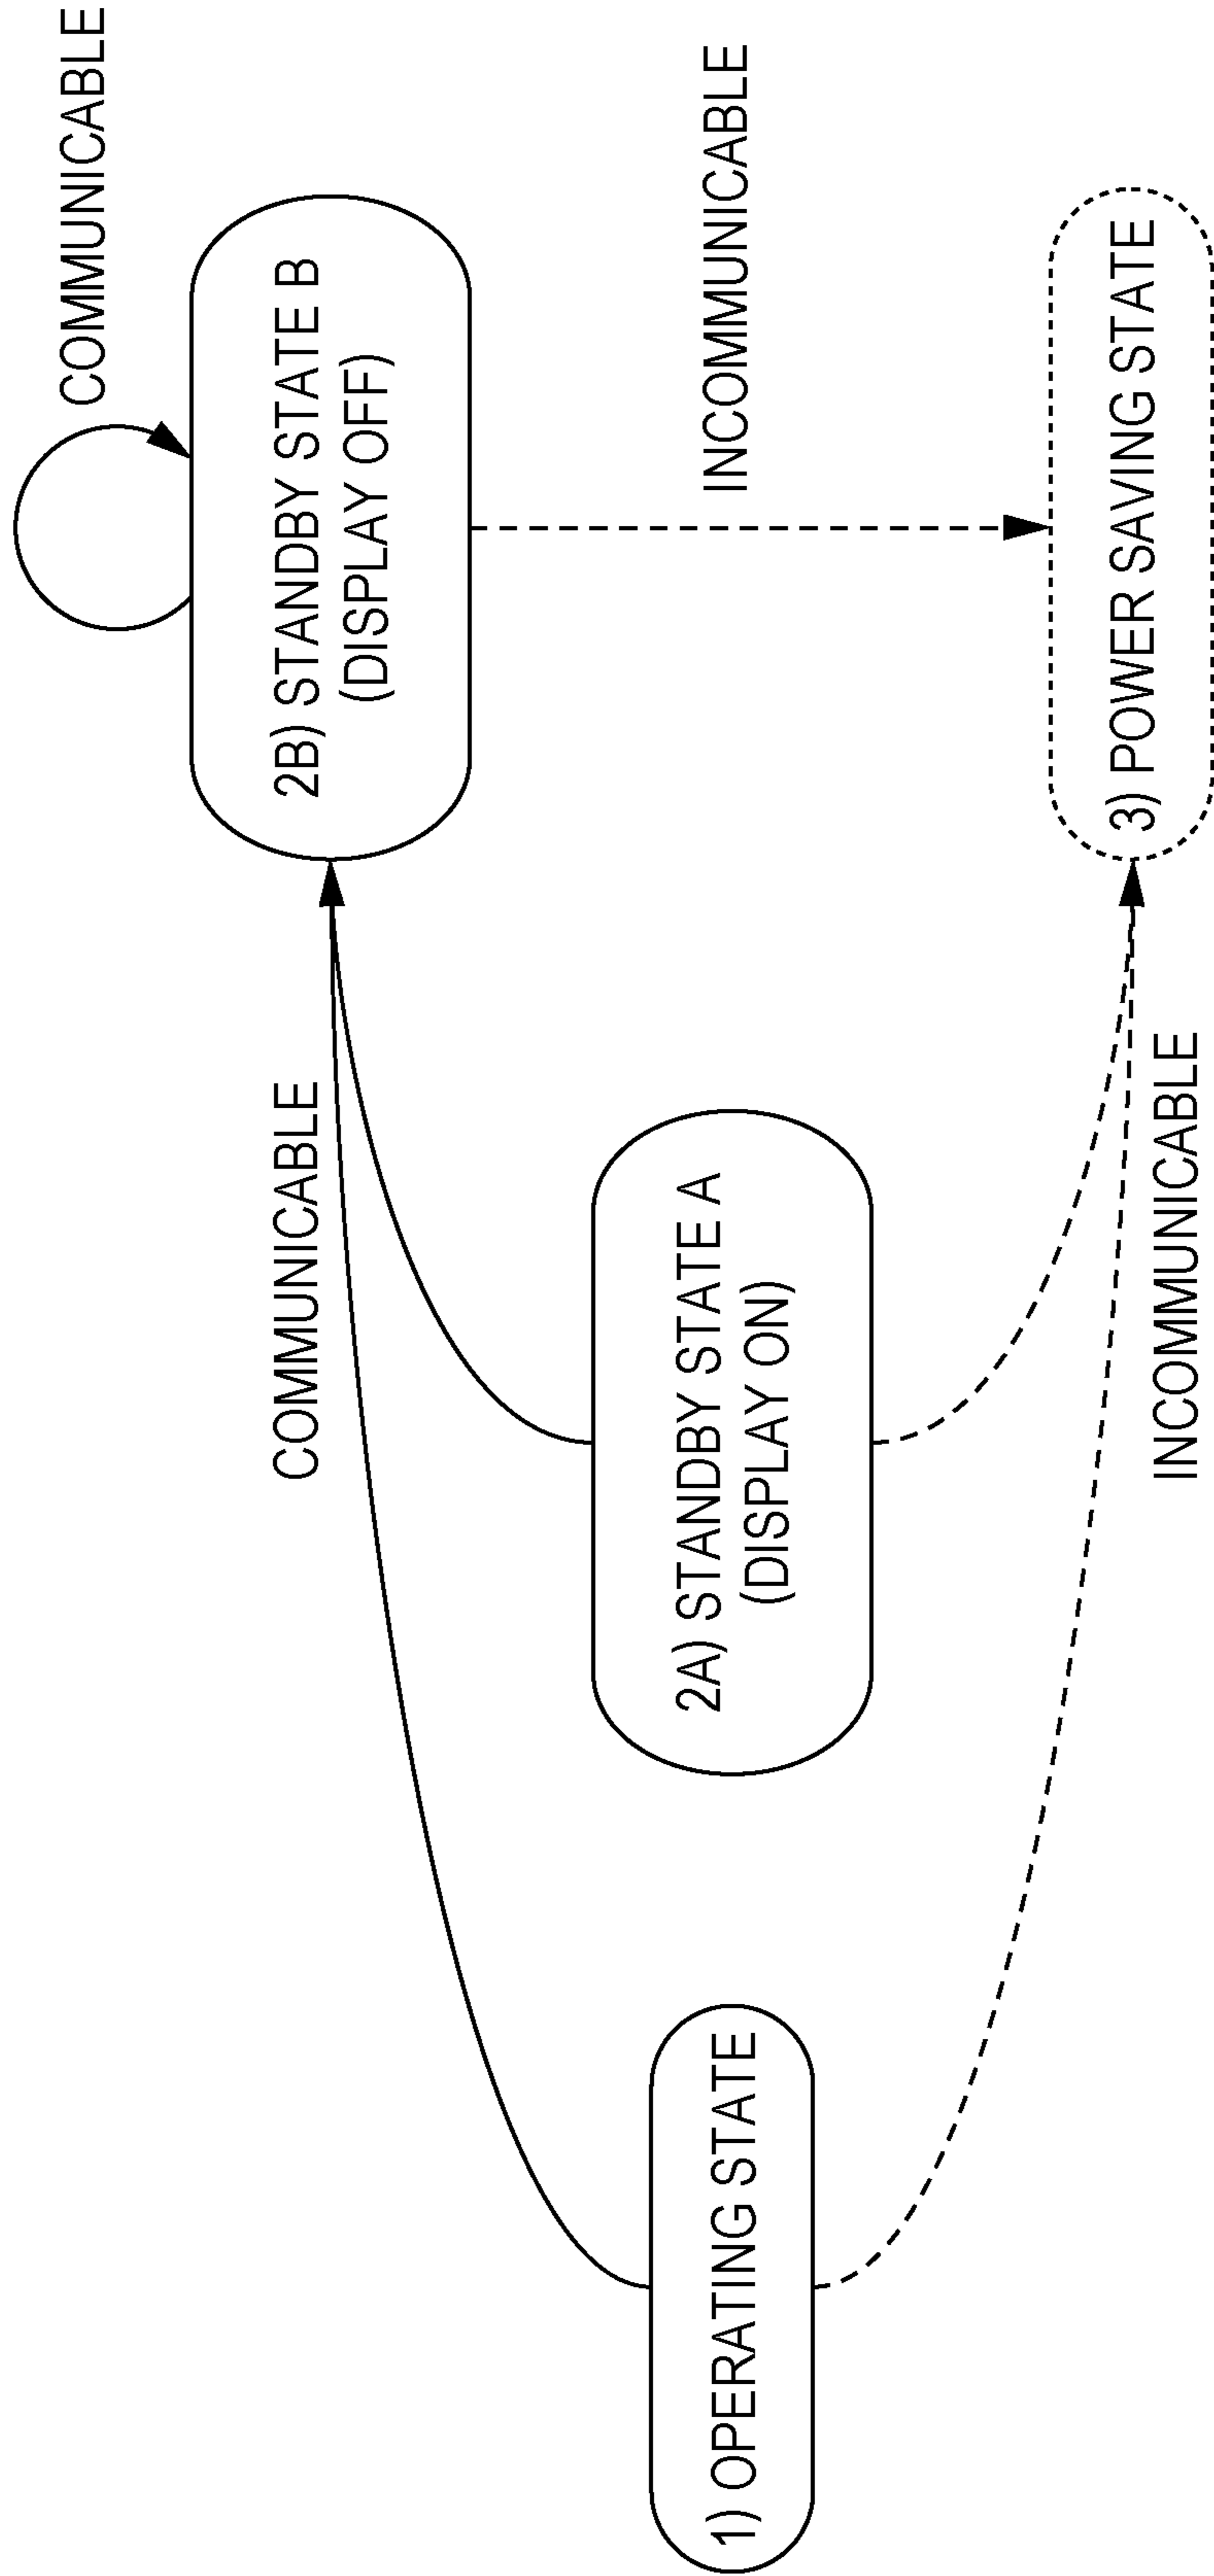 COMMUNICABLE
2B) STANDBY STATE B
(DISPLAY OFF)
COMMUNICABLE
INCOMMUNICABLE
2A) STANDBY STATE A
(DISPLAY ON)
1) OPERATING STATE
3) POWER SAVING STATE
INCOMMUNICABLE